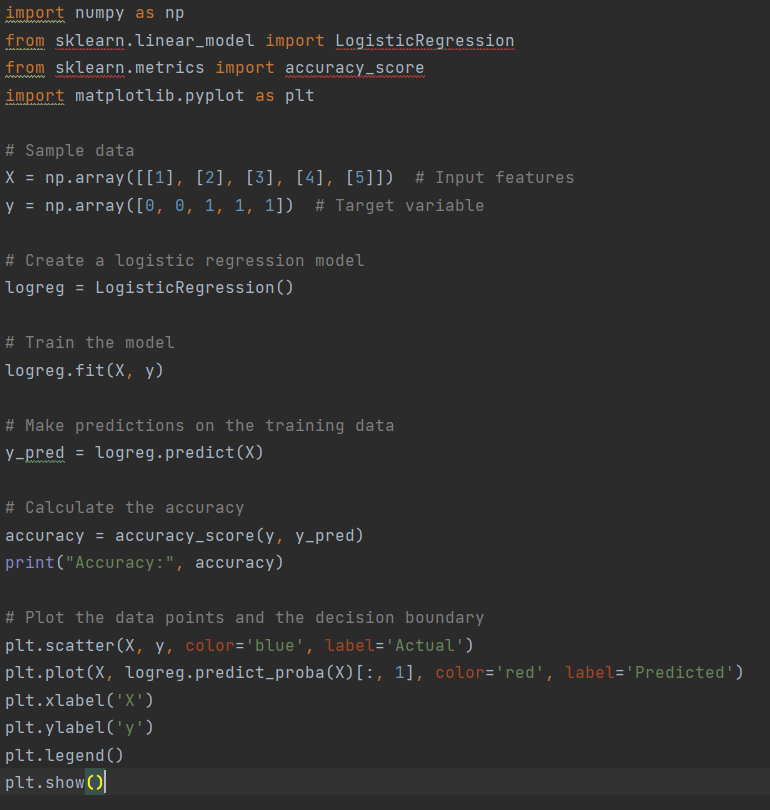 import numpy as np
from sklearn.linear_model import LogisticRegression
from sklearn.metrics import accuracy_score
import matplotlib.pyplot as plt
# Sample data
X = np.array([[1], [2], [3], [4], [5]])  # Input features
y = np.array([0, 0, 1, 1, 1])  # Target variable
# Create a logistic regression model
logreg = LogisticRegression()
# Train the model
logreg.fit(X, y)
# Make predictions on the training data
y_pred = logreg.predict(X)
# Calculate the accuracy
accuracy = accuracy_score(y, y_pred)
print("Accuracy:", accuracy)
# Plot the data points and the decision boundary
plt.scatter(X, y, color='blue', label='Actual')
plt.plot(X, logreg.predict_proba(X)[:, 1], color='red', label='Predicted')
plt.xlabel('X')
plt.ylabel('y')
plt.legend()
plt.show()